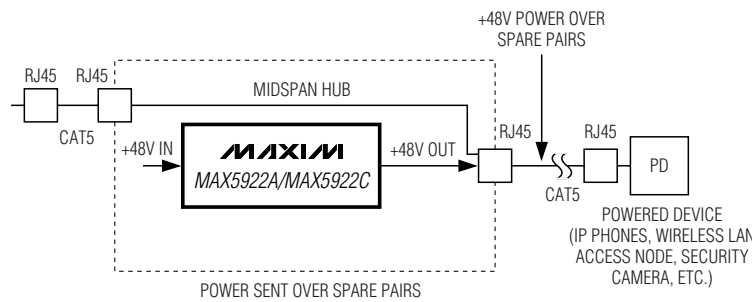 +48V POWER OVER
SPARE PAIRS
RJ45
RJ45
MIDSPAN HUB
CAT5
+48V IN
MAXIM
MAX5922A/MAX5922C
+48V OUT
RJ45
RJ45
CAT5
PD
POWERED DEVICE
(IP PHONES, WIRELESS LAN
ACCESS NODE, SECURITY
CAMERA, ETC.)
POWER SENT OVER SPARE PAIRS